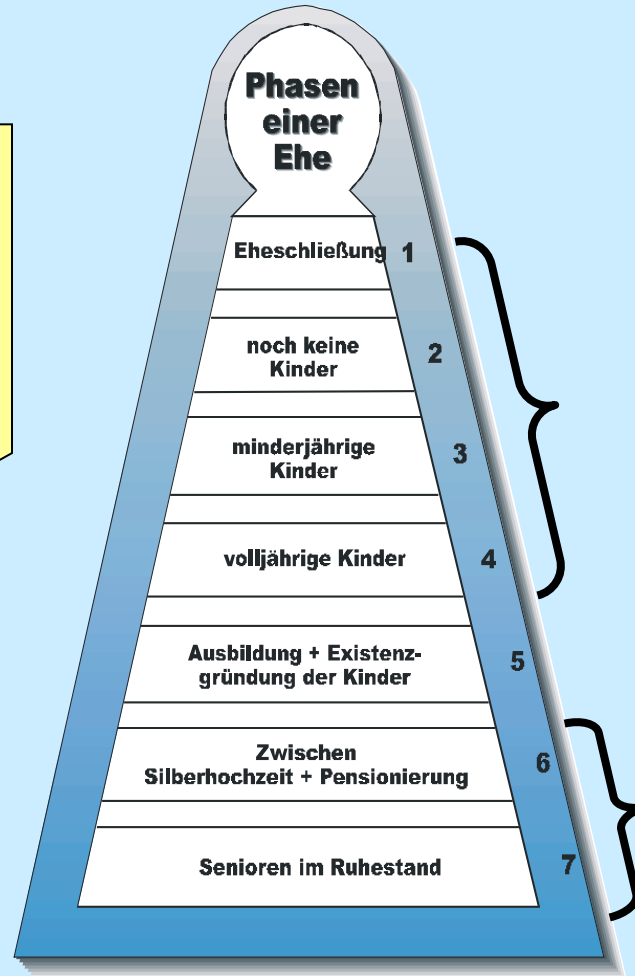 Phasen
einer
Ehe
Eheschließung 1
noch keine
Kinder
2
minderjährige
Kinder
3
volljährige Kinder 4
Ausbildung + Existenz-
gründung der Kinder
5
Zwischen
Silberhochzeit + Pensionierung
6
Senioren im Ruhestand 7